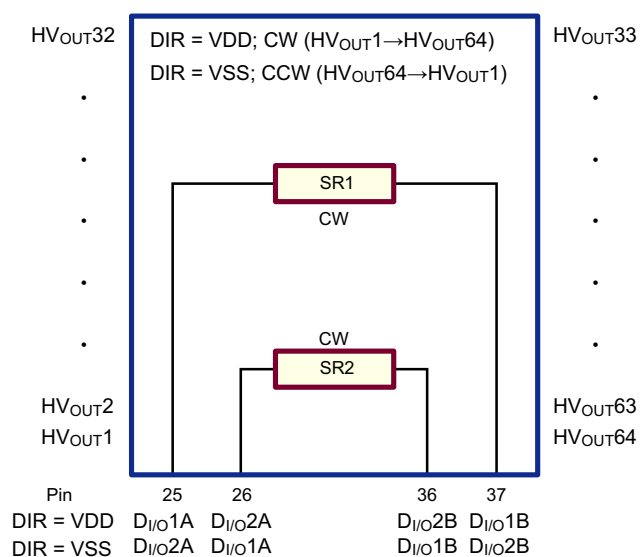 HVOUT32 DIR = VDD; CW (HVOUT1→HVOUT64) HVOUT33
DIR = VSS; CCW (HVOUT64→HVOUT1)
SR1
CW
CW
SR2
HVOUT2 HVOUT63
HVOUT1 HVOUT64
Pin 25 26 36 37
DIR = VDD DI/O1A DI/O2A DI/O2B DI/O1B
DIR = VSS DI/O2A DI/O1A DI/O1B DI/O2B